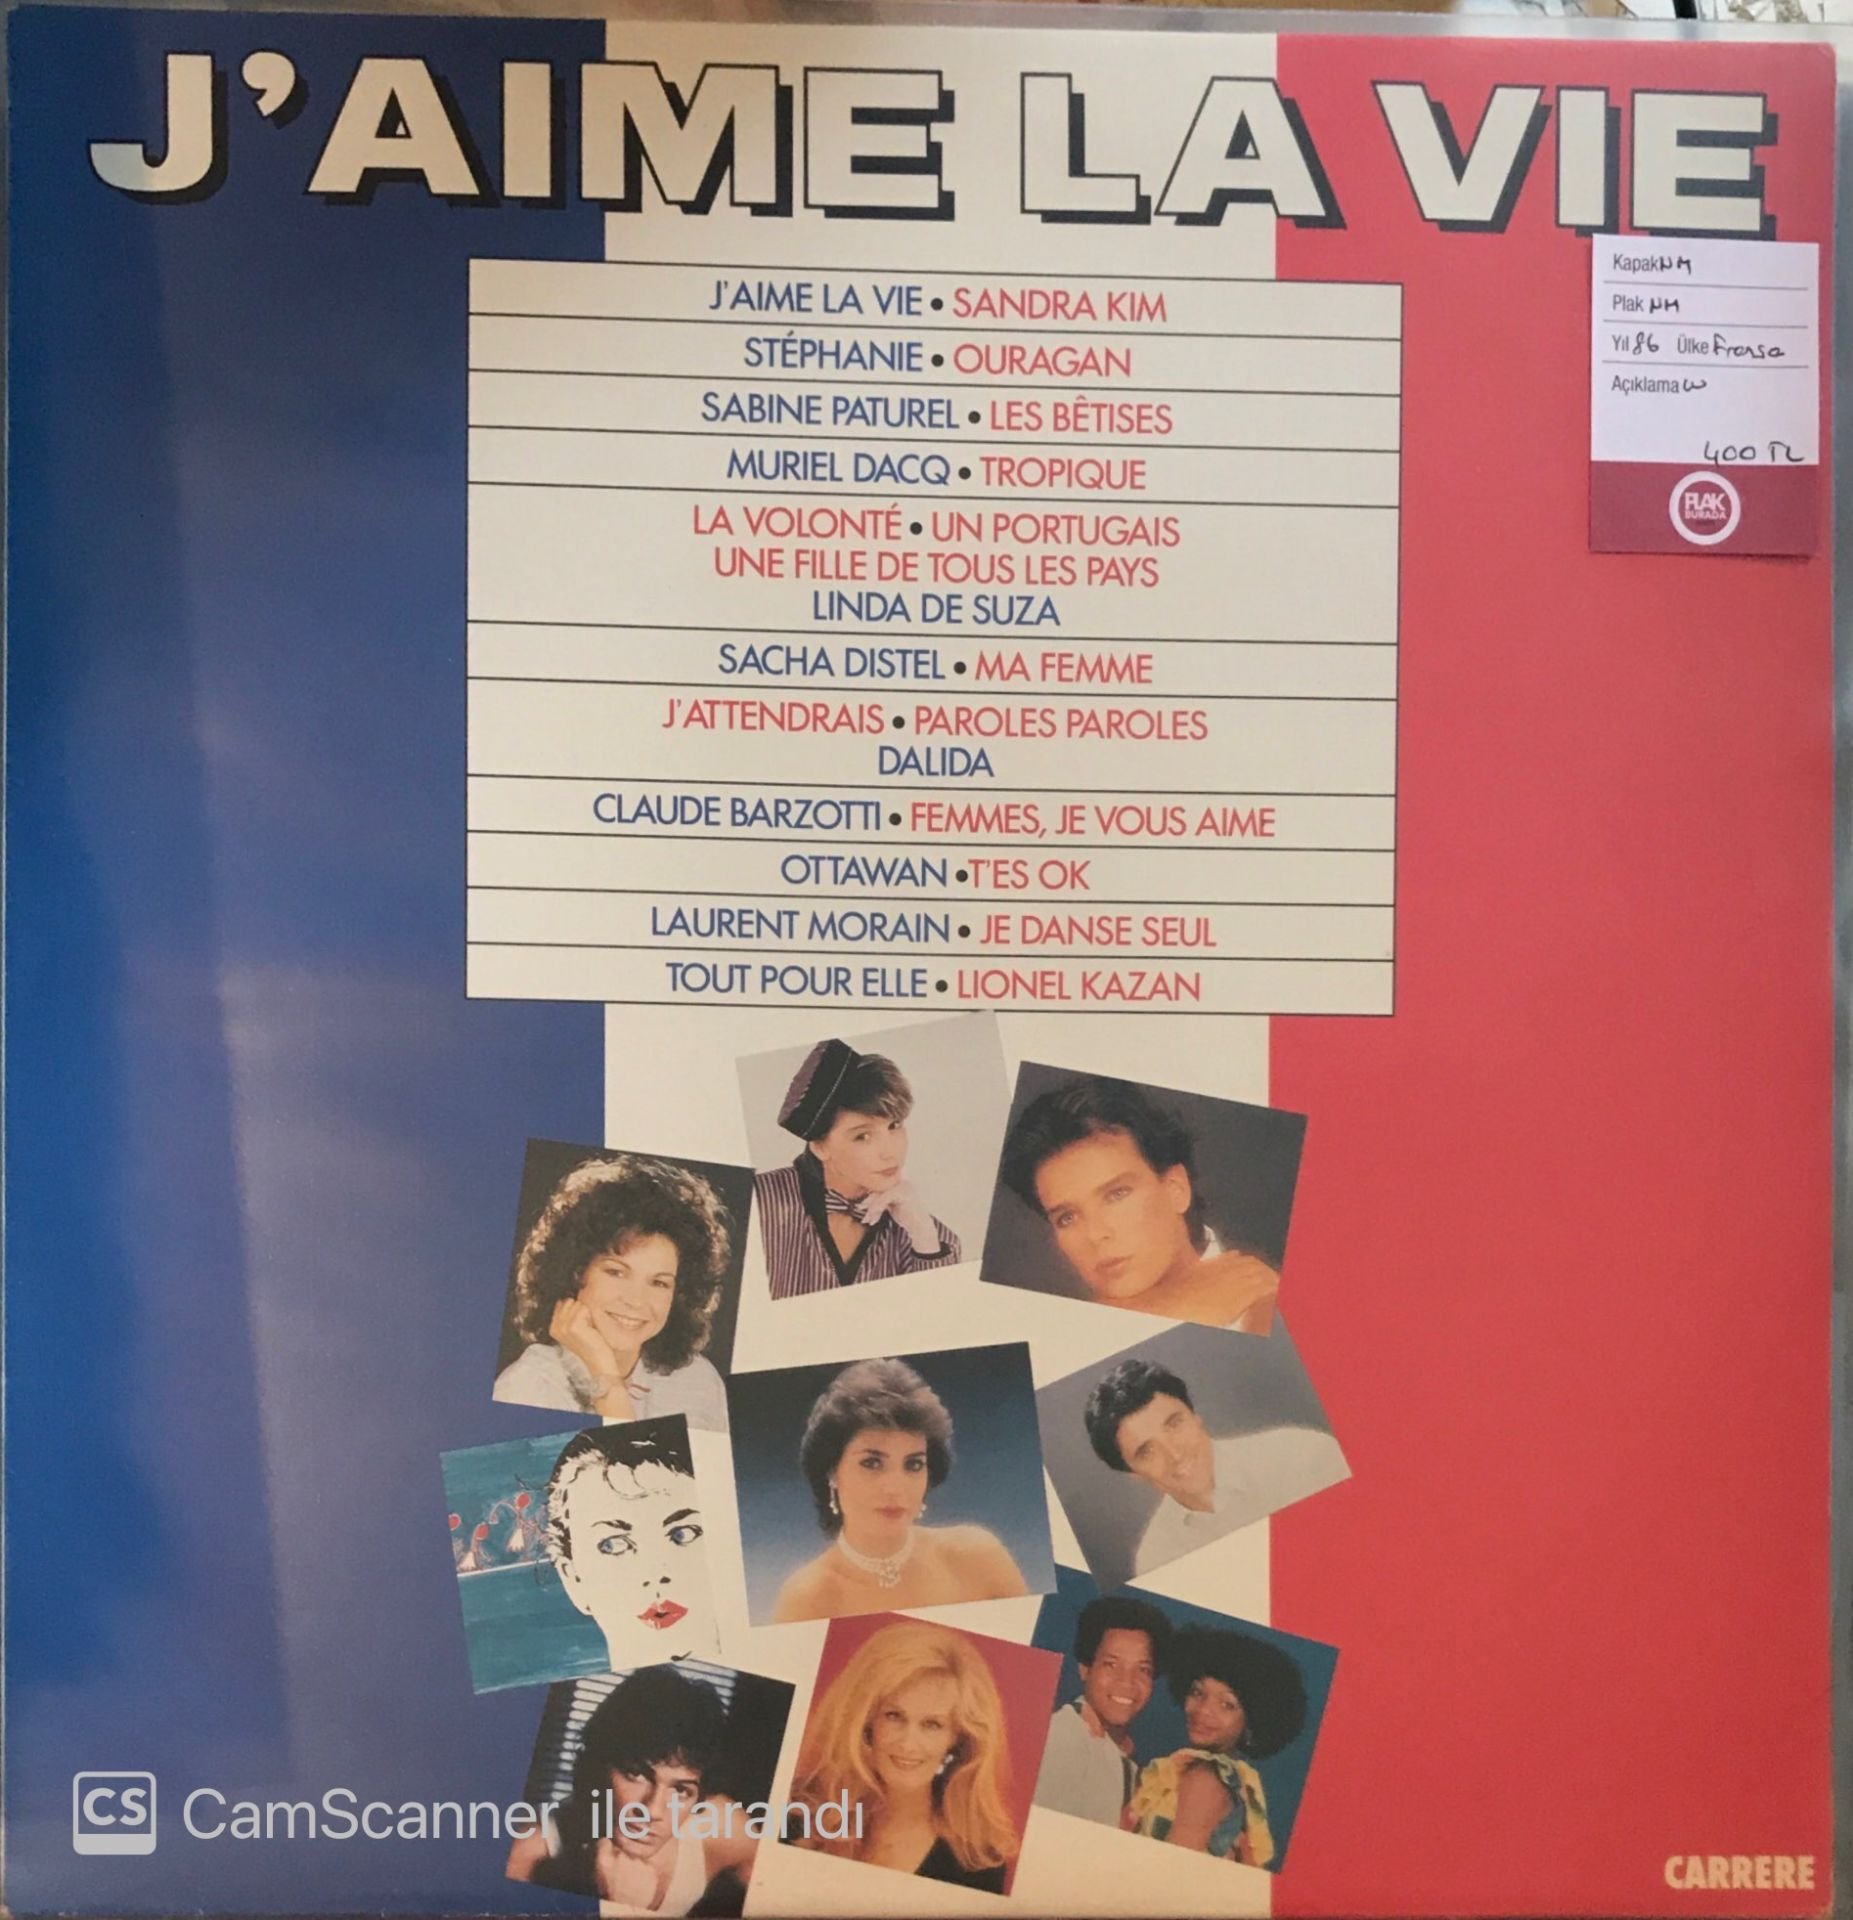 J'AIME LA VIE
J'AIME LA VIE • SANDRA KIM
STÉPHANIE • OURAGAN
SABINE PATUREL • LES BÊTISES
MURIEL DACQ • TROPIQUE
LA VOLONTÉ • UN PORTUGAIS
UNE FILLE DE TOUS LES PAYS
LINDA DE SUZA
SACHA DISTEL • MA FEMME
J'ATTENDRAIS • PAROLES PAROLES
DALIDA
CLAUDE BARZOTTI • FEMMES, JE VOUS AIME
OTTAWAN • T'ES OK
LAURENT MORAIN • JE DANSE SEUL
TOUT POUR ELLE • LIONEL KAZAN
Kapak NM
Plak NM
Yıl 86 Ülke Fransa
Açıklama
400 TL
PLAK
BURADA
CS CamScanner ile tarandı
CARRERE